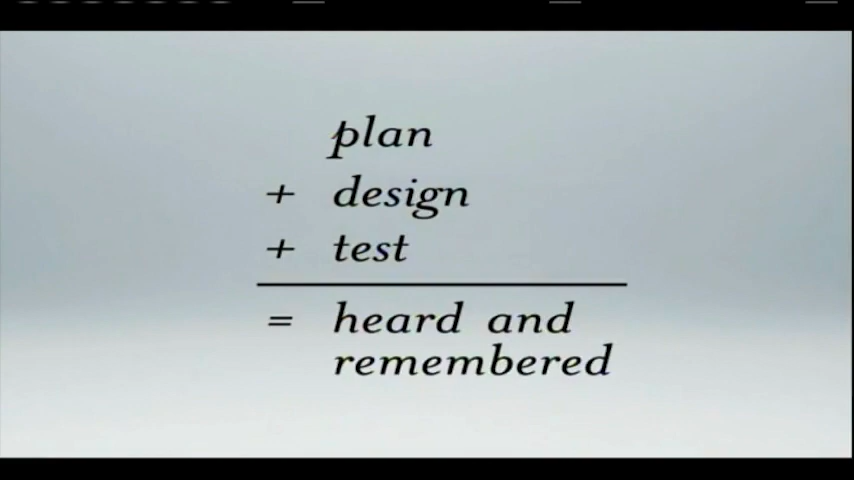 plan
+ design
+ test
= heard and
remembered